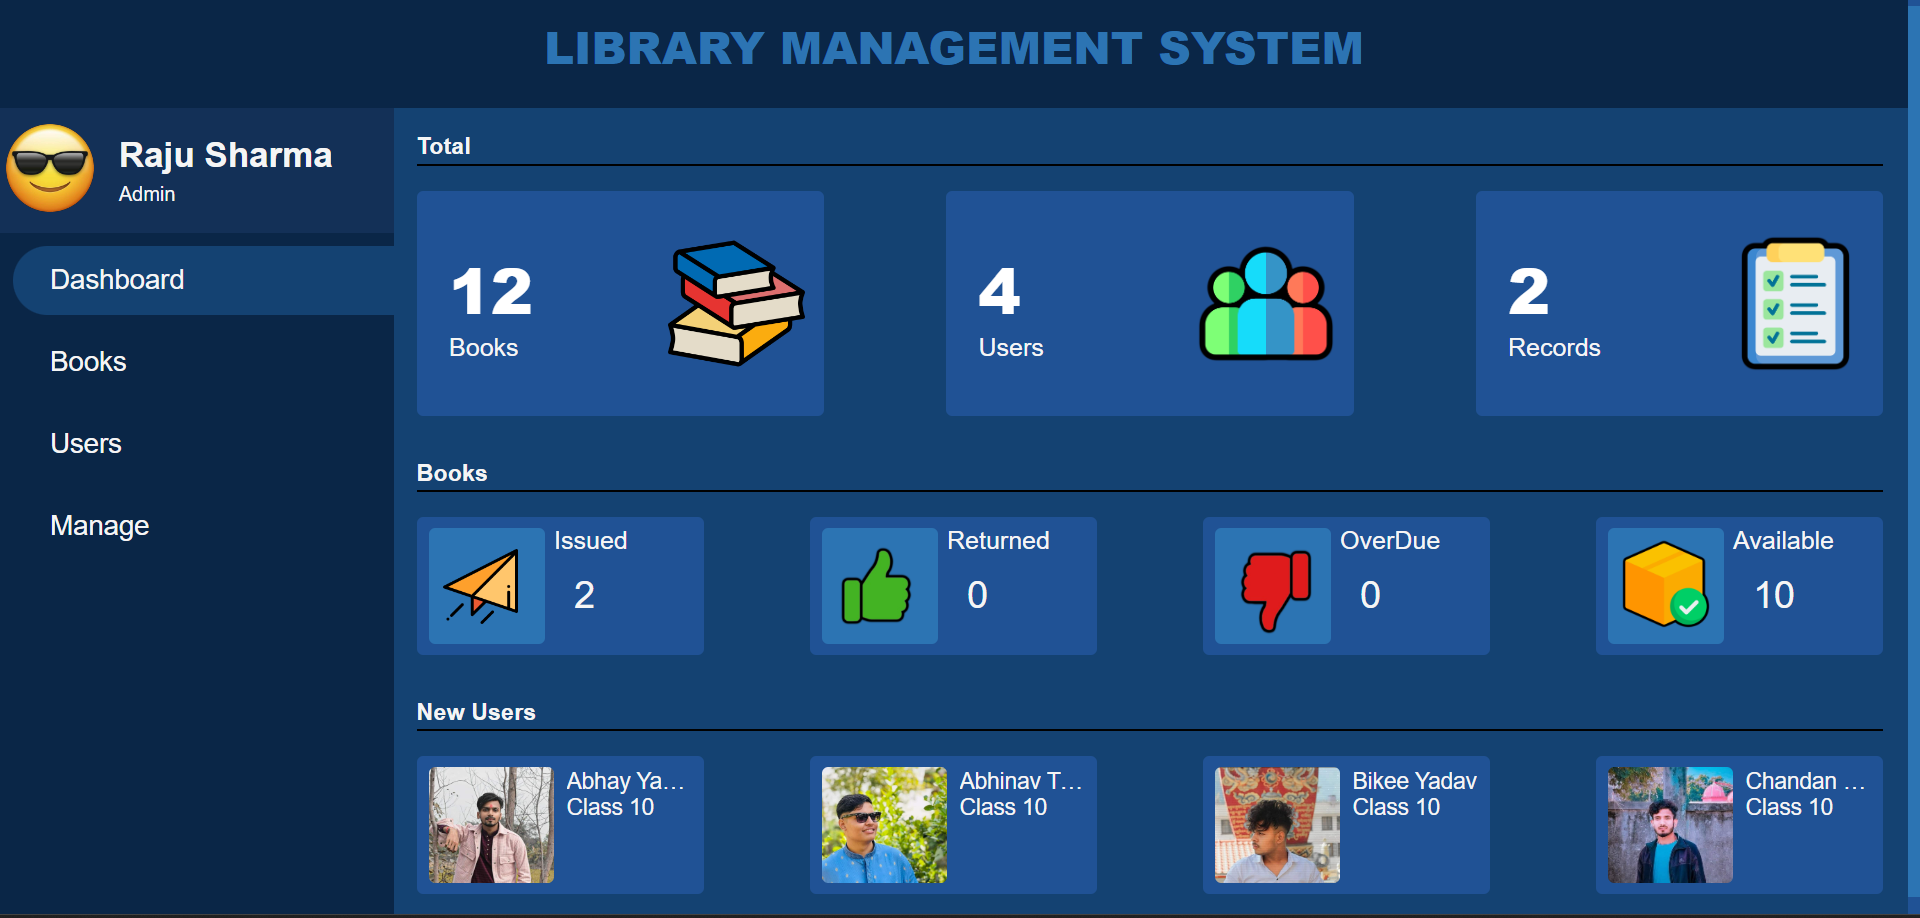 LIBRARY MANAGEMENT SYSTEM
Raju Sharma
Admin
Dashboard
Books
Users
Manage
Total
12
Books
4
Users
2
Records
Books
Issued
2
Returned
0
OverDue
0
Available
10
New Users
Abhay Ya...
Class 10
Abhinav T...
Class 10
Bikee Yadav
Class 10
Chandan ...
Class 10